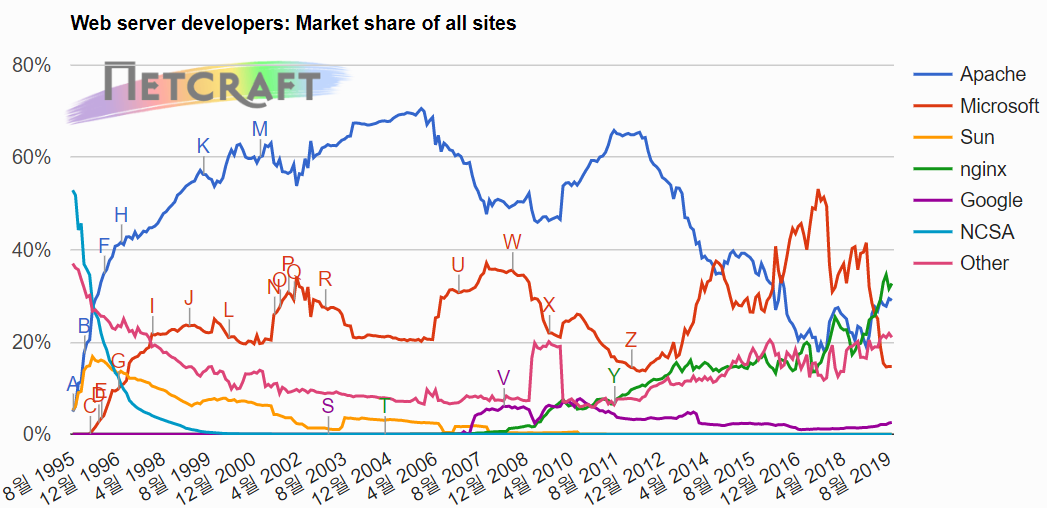 Web server developers: Market share of all sites
NETCRAFT
80%
60%
40%
20%
0%
A
B
C
D
E
F
G
H
I
J
K
L
M
N
O
P
Q
R
S
T
U
V
W
X
Y
Z
8월 1995
12월 1996
4월 1998
8월 1999
12월 2000
4월 2002
8월 2003
12월 2004
4월 2006
8월 2007
12월 2008
4월 2010
8월 2011
12월 2012
4월 2014
8월 2015
12월 2016
4월 2018
8월 2019
Apache
Microsoft
Sun
nginx
Google
NCSA
Other